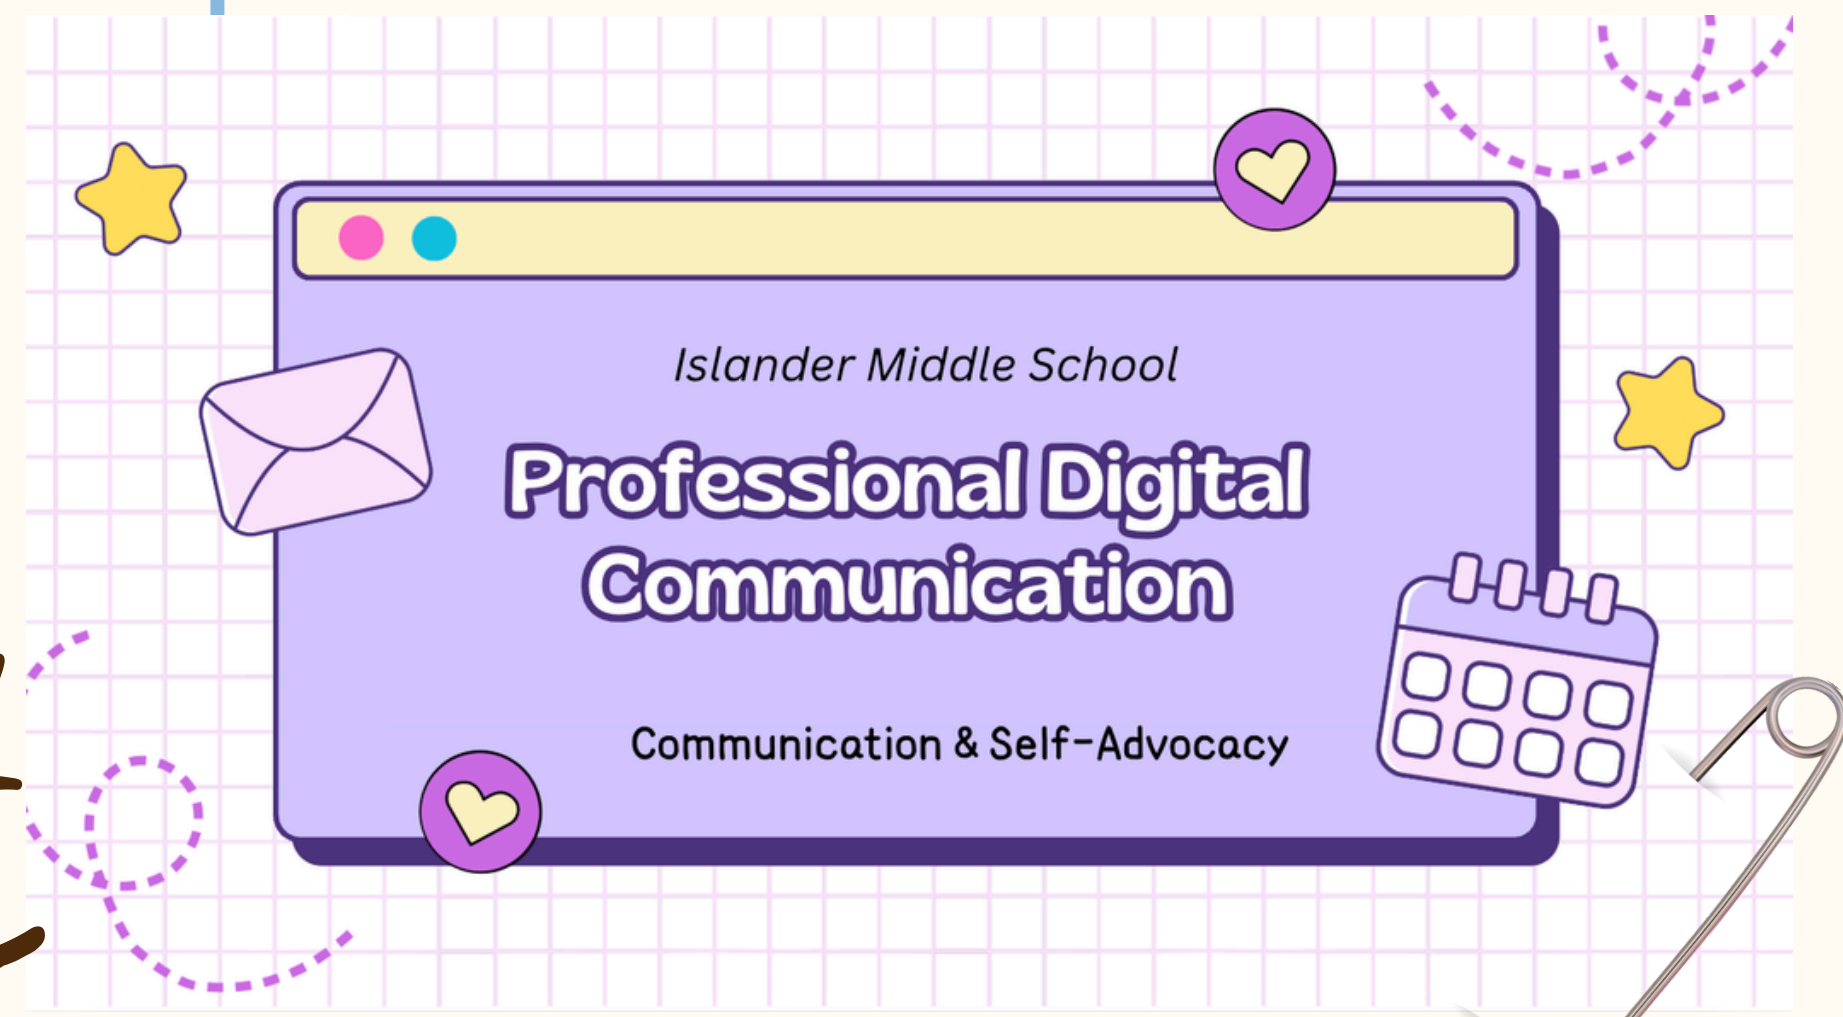 Islander Middle School
Professional Digital
Communication
Communication & Self-Advocacy